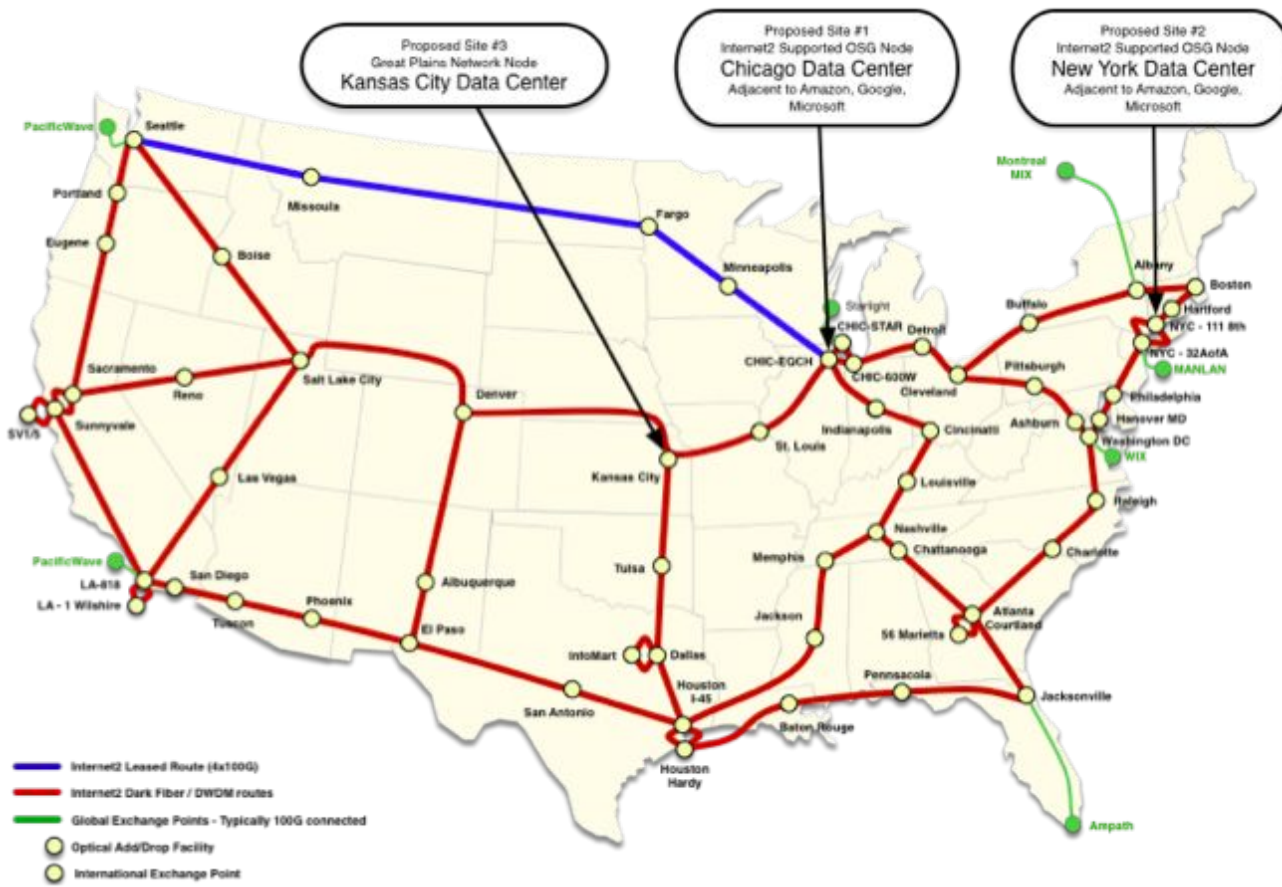 Proposed Site #3
Great Plains Network Node
Kansas City Data Center
Proposed Site #1
Internet2 Supported OSG Node
Chicago Data Center
Adjacent to Amazon, Google,
Microsoft
Proposed Site #2
Internet2 Supported OSG Node
New York Data Center
Adjacent to Amazon, Google,
Microsoft
PacificWave
Seattle
Portland
Eugene
Missoula
Boise
Fargo
Minneapolis
Starlight
CHIC-STAR
CHIC-EQCH
CHIC-600W
Detroit
Cleveland
Buffalo
Montreal
MIX
Albany
Boston
Hartford
NYC - 111 8th
NYC - 32AofA
MANLAN
Pittsburgh
Philadelphia
Ashburn
Hanover MD
Washington DC
WIX
Sacramento
Reno
Salt Lake City
Denver
Sunnyvale
SV1/5
Las Vegas
Kansas City
St. Louis
Indianapolis
Cincinatti
Louisville
Raleigh
Nashville
Chattanooga
Charlotte
Memphis
Tulsa
PacificWave
LA-818
LA - 1 Wilshire
San Diego
Tuscon
Phoenix
Albuquerque
El Paso
Jackson
Atlanta
Courtland
56 Marietta
InfoMart
Dallas
Houston
I-45
San Antonio
Houston
Hardy
Baton Rouge
Pennsacola
Jacksonville
Ampath
Internet2 Leased Route (4x100G)
Internet2 Dark Fiber / DWDM routes
Global Exchange Points - Typically 100G connected
Optical Add/Drop Facility
International Exchange Point